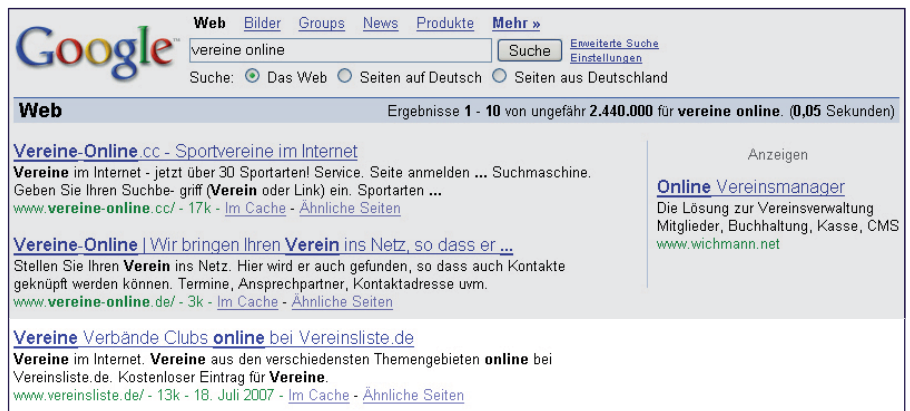 Web Bilder Groups News Produkte Mehr »
Google™
vereine online Suche Erweiterte Suche
Einstellungen
Suche: Das Web Seiten auf Deutsch Seiten aus Deutschland
Web Ergebnisse 1 - 10 von ungefähr 2.440.000 für vereine online. (0,05 Sekunden)
Vereine-Online.cc - Sportvereine im Internet
Vereine im Internet - jetzt über 30 Sportarten! Service. Seite anmelden ... Suchmaschine.
Geben Sie Ihren Suchbe- griff (Verein oder Link) ein. Sportarten ...
www.vereine-online.cc/ - 17k - Im Cache - Ähnliche Seiten
Vereine-Online | Wir bringen Ihren Verein ins Netz, so dass er ...
Stellen Sie Ihren Verein ins Netz. Hier wird er auch gefunden, so dass auch Kontakte
geknüpft werden können. Termine, Ansprechpartner, Kontaktadresse uvm.
www.vereine-online.de/ - 3k - Im Cache - Ähnliche Seiten
Vereine Verbände Clubs online bei Vereinsliste.de
Vereine im Internet. Vereine aus den verschiedensten Themengebieten online bei
Vereinsliste.de. Kostenloser Eintrag für Vereine.
www.vereinsliste.de/ - 13k - 18. Juli 2007 - Im Cache - Ähnliche Seiten
Anzeigen
Online Vereinsmanager
Die Lösung zur Vereinsverwaltung
Mitglieder, Buchhaltung, Kasse, CMS
www.wichmann.net